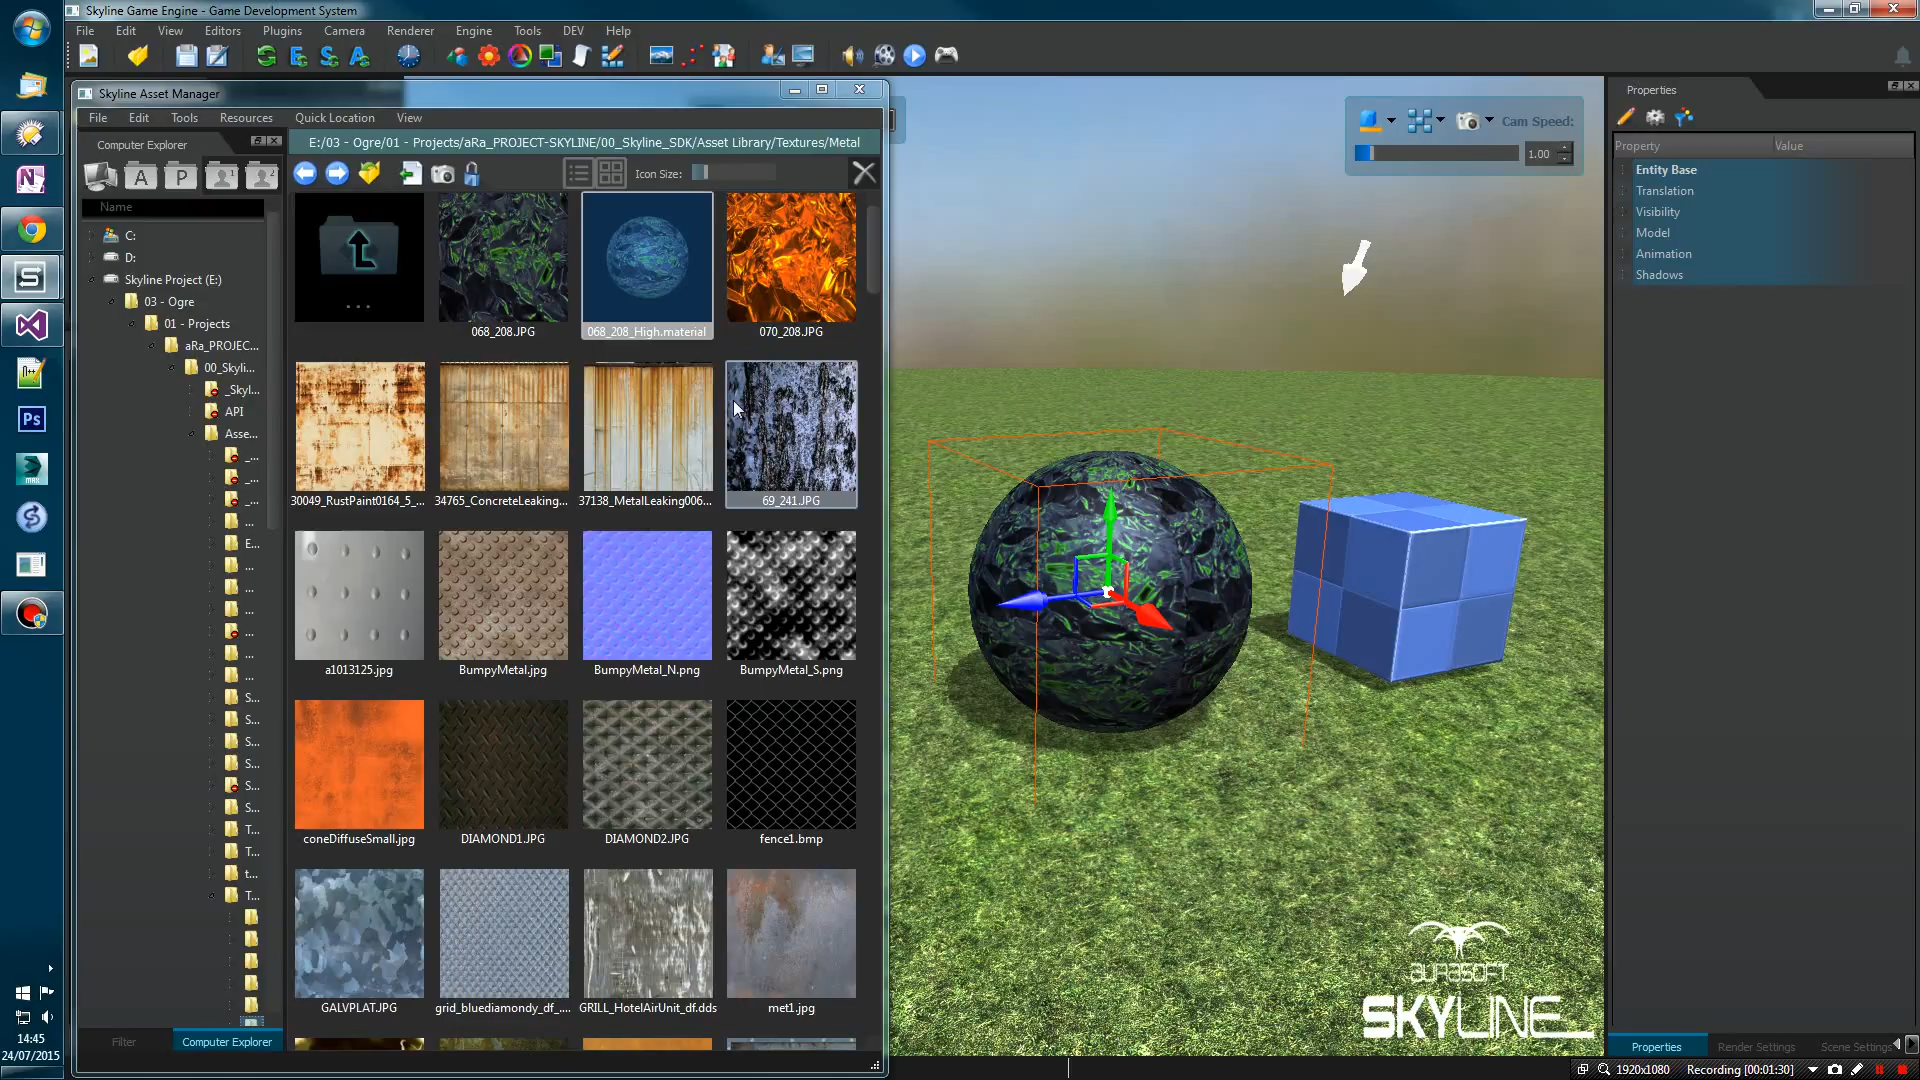 Skyline Game Engine - Game Development System
File Edit View Editors Plugins Camera Renderer Engine Tools DEV Help
Skyline Asset Manager
File Edit Tools Resources Quick Location View
Computer Explorer
E:/03 - Ogre/01 - Projects/aRa_PROJECT-SKYLINE/00_Skyline_SDK/Asset Library/Textures/Metal
Icon Size:
Name
C:
D:
Skyline Project (E:)
03 - Ogre
01 - Projects
aRa_PROJEC...
00_Skyli...
_Skyl...
API
Asse...
_...
_...
_...
...
E...
...
...
...
...
...
...
S...
S...
S...
S...
S...
S...
T...
T...
t...
T...
Filter
Computer Explorer
...
068_208.JPG
068_208_High.material
070_208.JPG
30049_RustPaint0164_5_...
34765_ConcreteLeaking...
37138_MetalLeaking006...
69_241.JPG
a1013125.jpg
BumpyMetal.jpg
BumpyMetal_N.png
BumpyMetal_S.png
coneDiffuseSmall.jpg
DIAMOND1.JPG
DIAMOND2.JPG
fence1.bmp
GALVPLAT.JPG
grid_bluediamondy_df_....
GRILL_HotelAirUnit_df.dds
met1.jpg
Cam Speed:
1.00
aurasoft
SKYLINE
Properties
Property Value
Entity Base
Translation
Visibility
Model
Animation
Shadows
Properties Render Settings Scene Settings
1920x1080 Recording [00:01:30]
Ps
MAX
14:45
24/07/2015